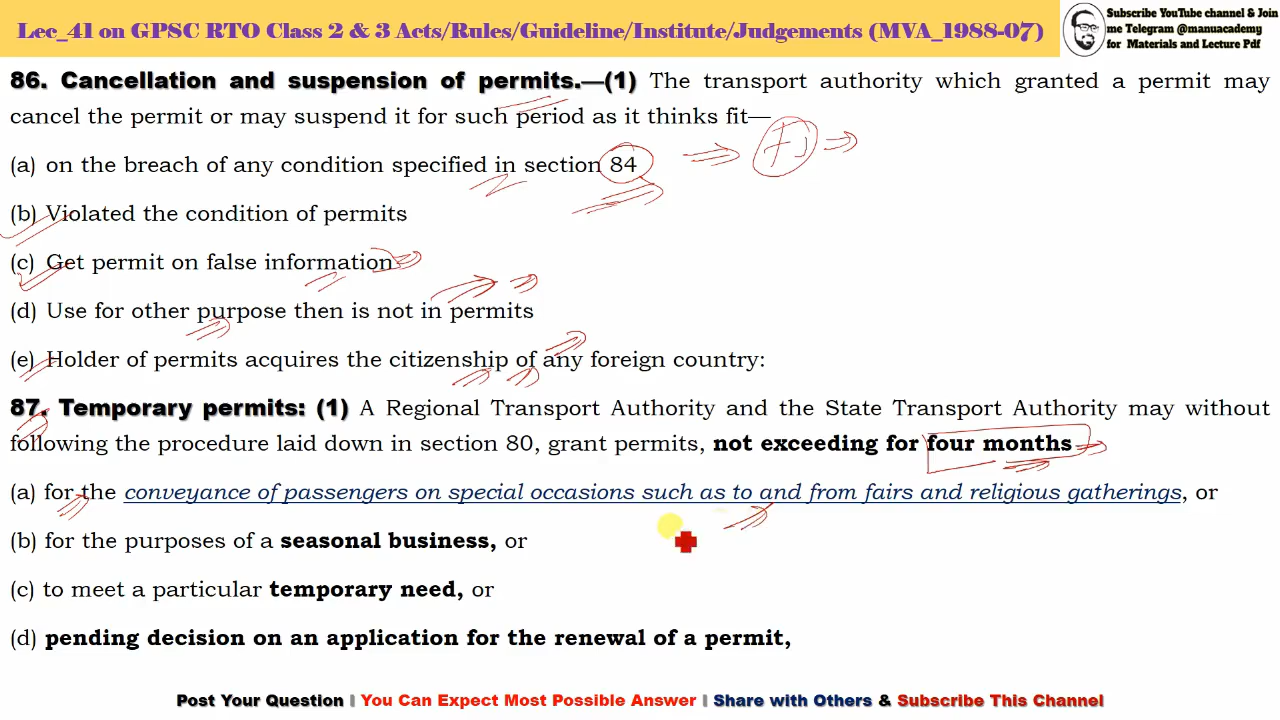 Lec_41 on GPSC RTO Class 2 & 3 Acts/Rules/Guideline/Institute/Judgements (MVA_1988-07)
Subscribe YouTube channel & Join
me Telegram @manuacademy
for Materials and Lecture Pdf
86. Cancellation and suspension of permits.—(1) The transport authority which granted a permit may
cancel the permit or may suspend it for such period as it thinks fit—
(a) on the breach of any condition specified in section 84
(b) Violated the condition of permits
(c) Get permit on false information
(d) Use for other purpose then is not in permits
(e) Holder of permits acquires the citizenship of any foreign country:
87. Temporary permits: (1) A Regional Transport Authority and the State Transport Authority may without
following the procedure laid down in section 80, grant permits, not exceeding for four months
(a) for the conveyance of passengers on special occasions such as to and from fairs and religious gatherings, or
(b) for the purposes of a seasonal business, or
(c) to meet a particular temporary need, or
(d) pending decision on an application for the renewal of a permit,
Post Your Question | You Can Expect Most Possible Answer | Share with Others & Subscribe This Channel